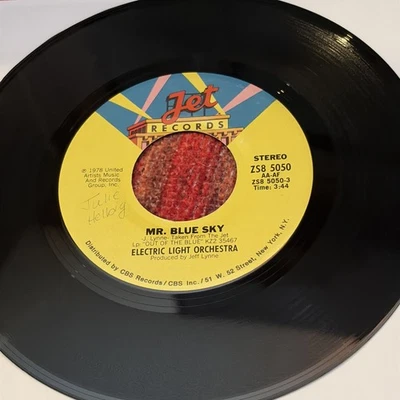 Jet
RECORDS
℗ 1978 United
Artists Music
And Records
Group, Inc.
STEREO
ZS8 5050
AA-AF
ZS8 5050-3
Time: 3:44
Julie
MR. BLUE SKY
J. Lynne- Taken From The Jet
Lp: "OUT OF THE BLUE" KZ2 35467
ELECTRIC LIGHT ORCHESTRA
Produced by Jeff Lynne
Distributed by CBS Records / CBS Inc. / 51 W. 52 Street, New York, N.Y.